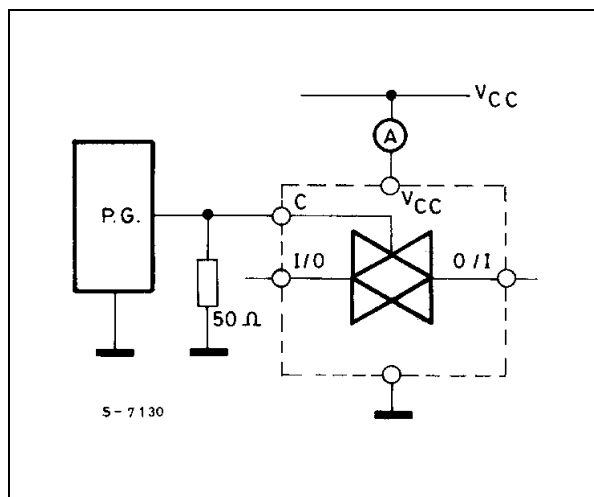 VCC
A
P.G.
C
VCC
I/O
O/I
50 Ω
S-7130